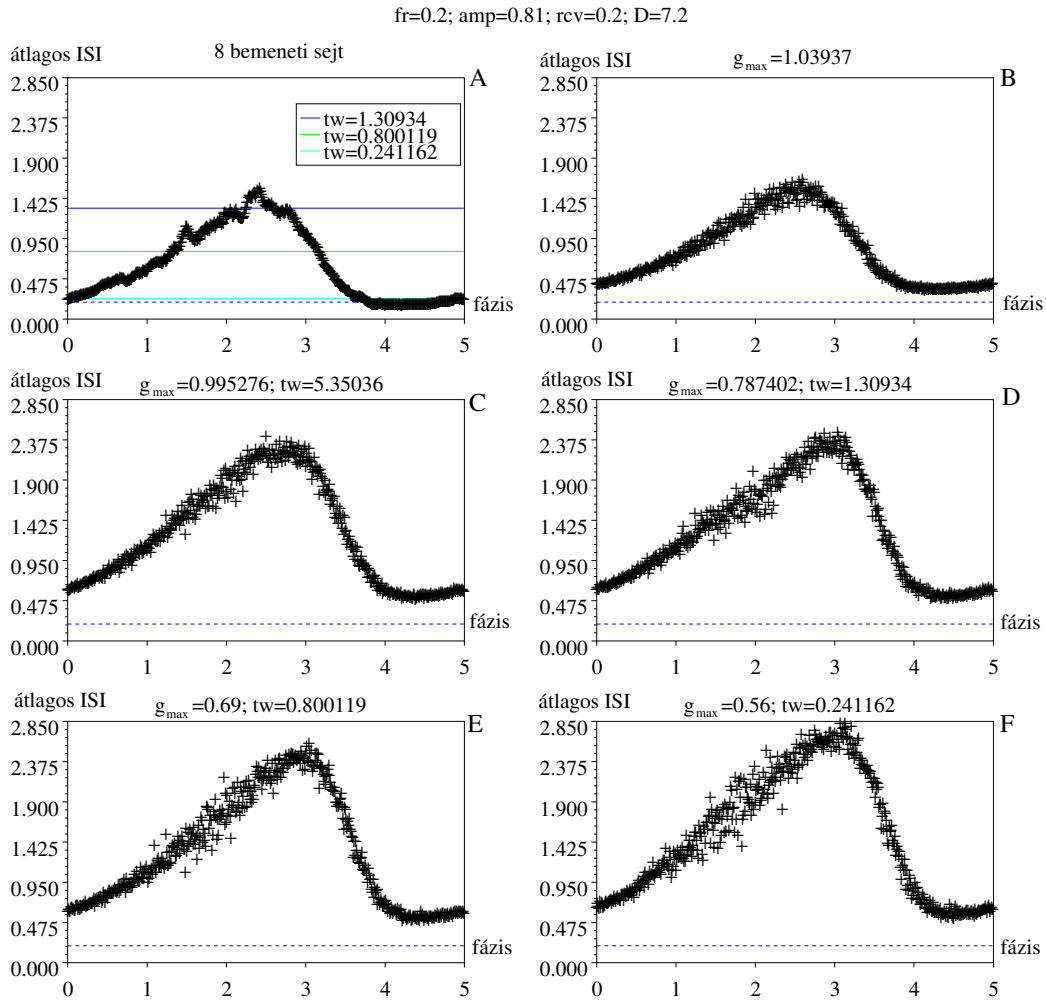 fr=0.2; amp=0.81; rcv=0.2; D=7.2
átlagos ISI
8 bemeneti sejt
A
2.850
2.375
1.900
1.425
0.950
0.475
0.000
tw=1.30934
tw=0.800119
tw=0.241162
fázis
0 1 2 3 4 5
átlagos ISI
gmax=1.03937
B
2.850
2.375
1.900
1.425
0.950
0.475
0.000
fázis
0 1 2 3 4 5
átlagos ISI
gmax=0.995276; tw=5.35036
C
2.850
2.375
1.900
1.425
0.950
0.475
0.000
fázis
0 1 2 3 4 5
átlagos ISI
gmax=0.787402; tw=1.30934
D
2.850
2.375
1.900
1.425
0.950
0.475
0.000
fázis
0 1 2 3 4 5
átlagos ISI
gmax=0.69; tw=0.800119
E
2.850
2.375
1.900
1.425
0.950
0.475
0.000
fázis
0 1 2 3 4 5
átlagos ISI
gmax=0.56; tw=0.241162
F
2.850
2.375
1.900
1.425
0.950
0.475
0.000
fázis
0 1 2 3 4 5